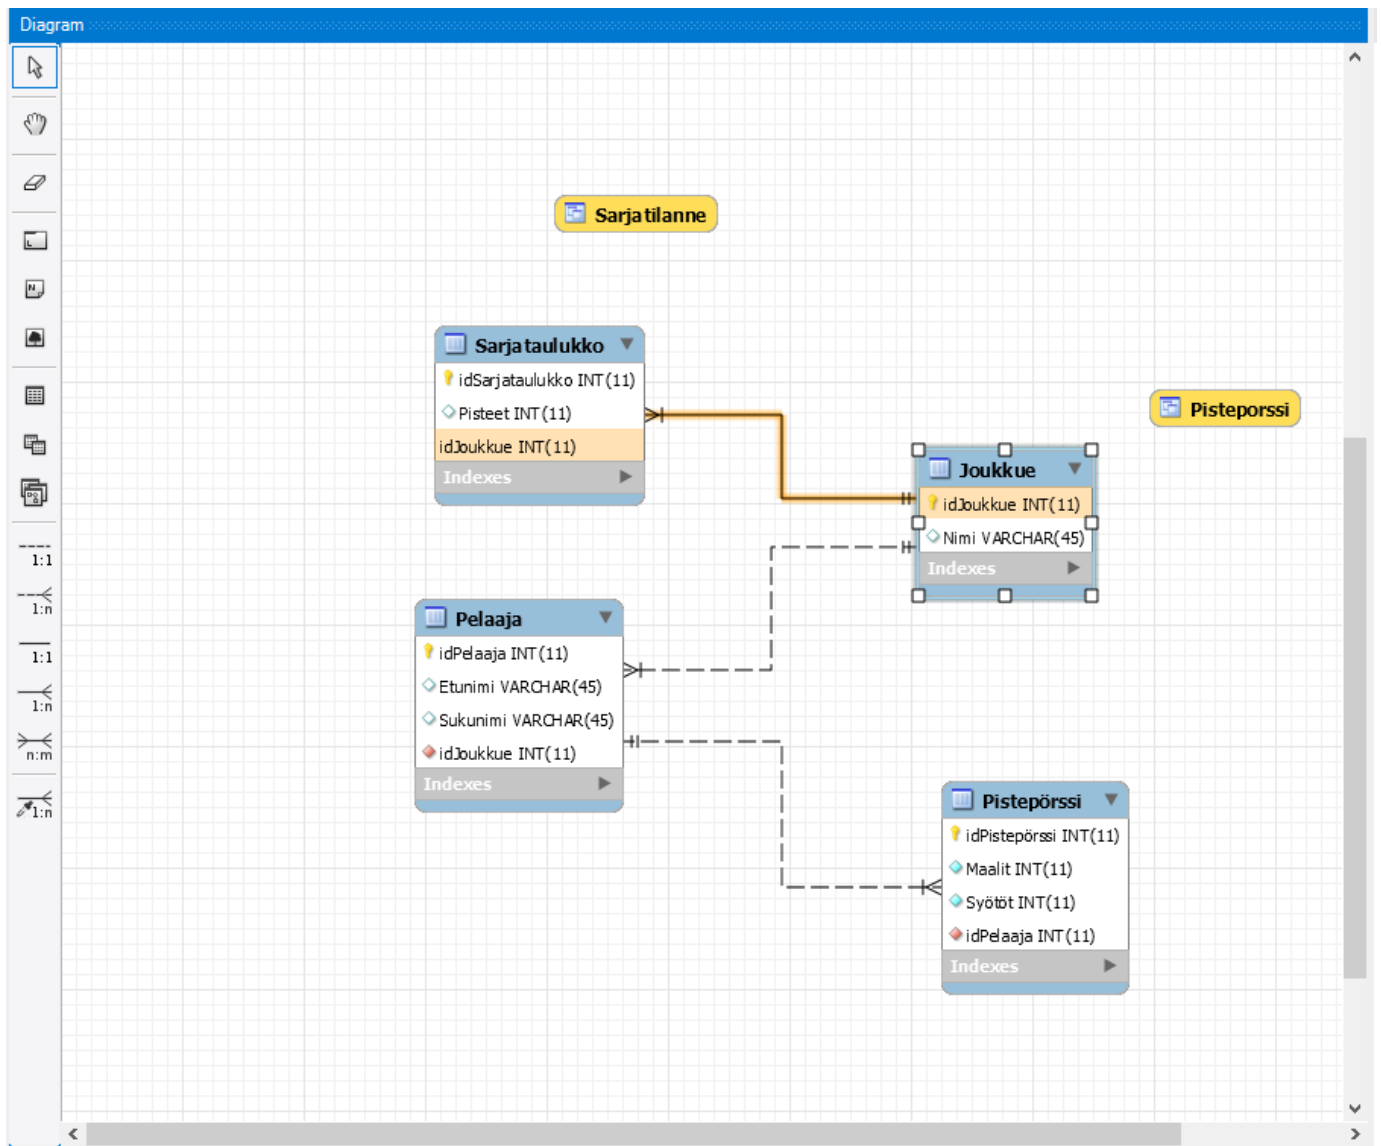 Diagram
Sarjatilanne
Sarjataulukko
idSarjataulukko INT(11)
Pisteet INT(11)
idJoukkue INT(11)
Indexes
Pisteporssi
Joukkue
idJoukkue INT(11)
Nimi VARCHAR(45)
Indexes
Pelaaja
idPelaaja INT(11)
Etunimi VARCHAR(45)
Sukunimi VARCHAR(45)
idJoukkue INT(11)
Indexes
Pistepörssi
idPistepörssi INT(11)
Maalit INT(11)
Syötöt INT(11)
idPelaaja INT(11)
Indexes
1:1
1:n
1:1
1:n
n:m
1:n